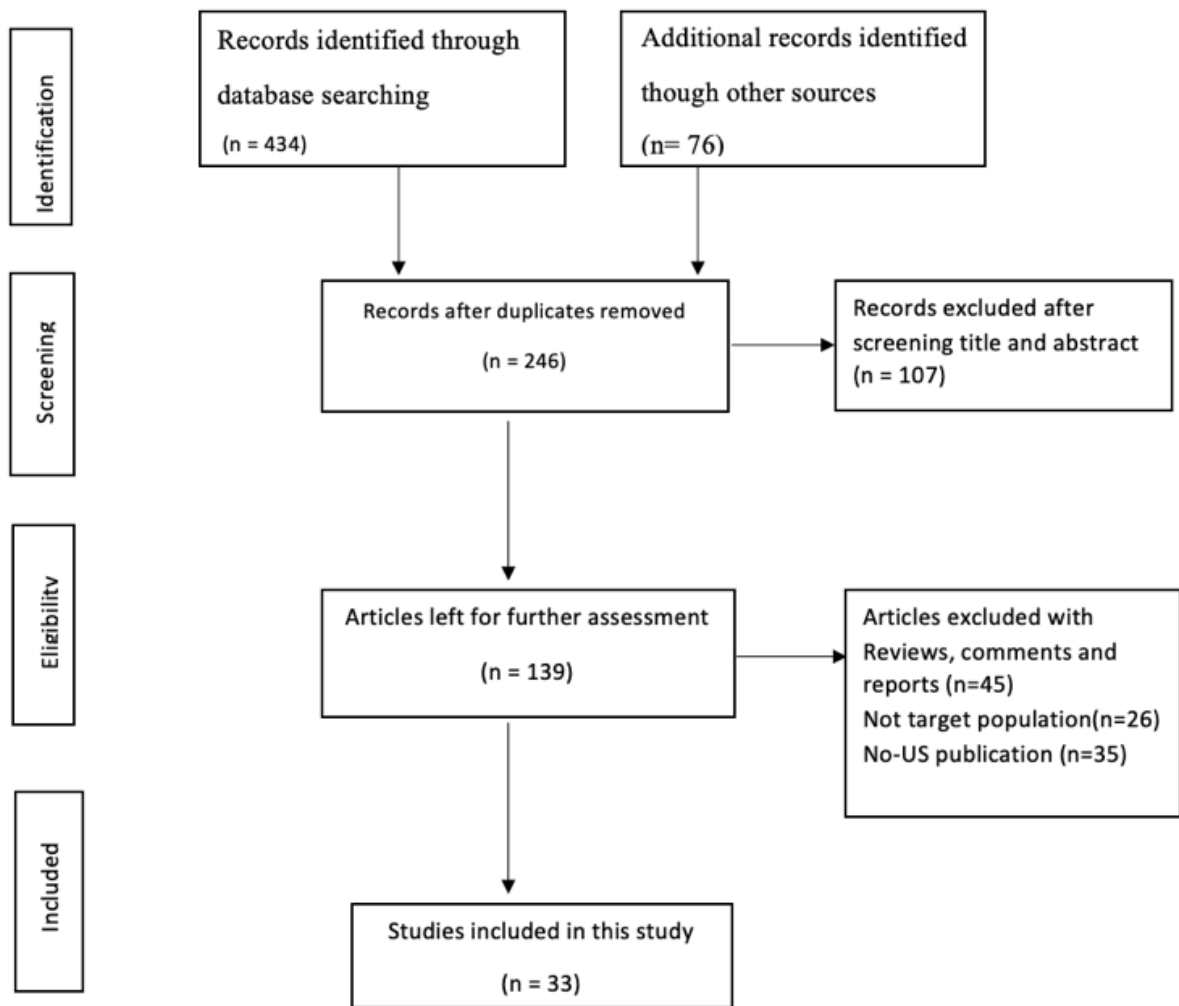 Identification
Records identified through
database searching
(n = 434)
Additional records identified
though other sources
(n= 76)
Screening
Records after duplicates removed
(n = 246)
Records excluded after
screening title and abstract
(n = 107)
Eligibility
Articles left for further assessment
(n = 139)
Articles excluded with
Reviews, comments and
reports (n=45)
Not target population(n=26)
No-US publication (n=35)
Included
Studies included in this study
(n = 33)